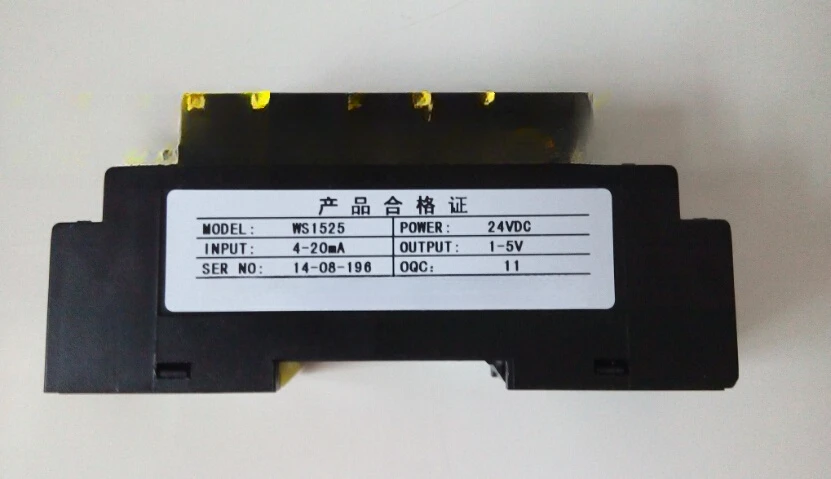 产品合格证
MODEL: WS1525 POWER: 24VDC
INPUT: 4-20mA OUTPUT: 1-5V
SER NO: 14-08-196 OQC: 11